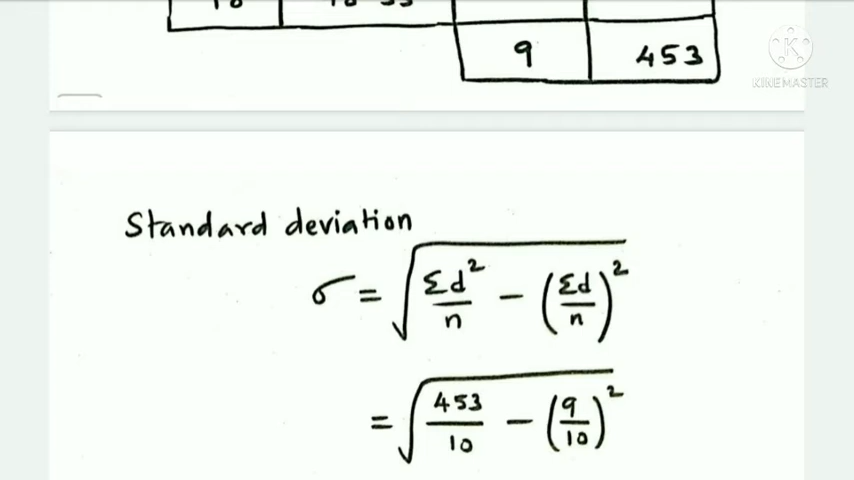 9 453
KINEMASTER
Standard deviation
σ = √(Σd²/n − (Σd/n)²)
= √(453/10 − (9/10)²)